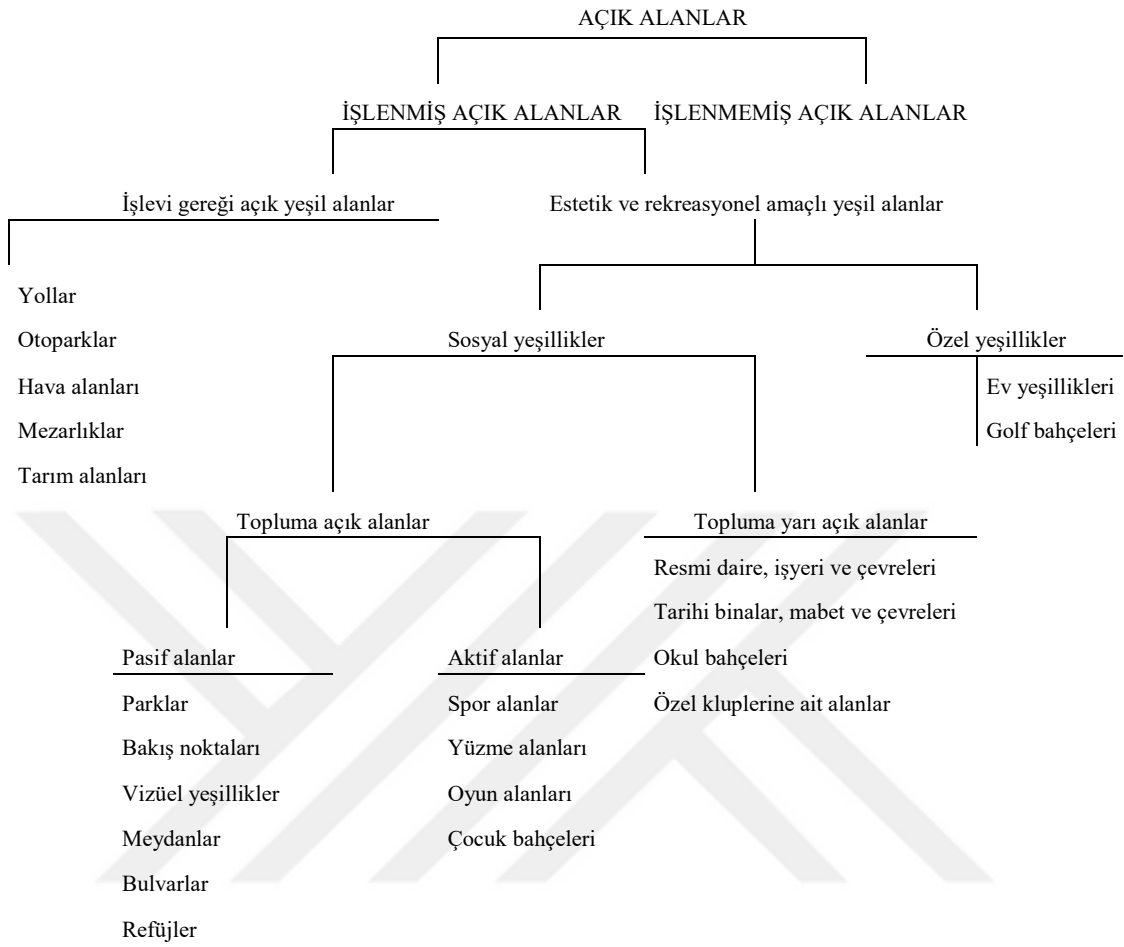 AÇIK ALANLAR
İŞLENMİŞ AÇIK ALANLAR
İŞLENMEMİŞ AÇIK ALANLAR
İşlevi gereği açık yeşil alanlar
Estetik ve rekreasyonel amaçlı yeşil alanlar
Yollar
Otoparklar
Hava alanları
Mezarlıklar
Tarım alanları
Sosyal yeşillikler
Özel yeşillikler
Ev yeşillikleri
Golf bahçeleri
Topluma açık alanlar
Topluma yarı açık alanlar
Resmi daire, işyeri ve çevreleri
Tarihi binalar, mabet ve çevreleri
Okul bahçeleri
Özel kluplerine ait alanlar
Pasif alanlar
Parklar
Bakış noktaları
Vizüel yeşillikler
Meydanlar
Bulvarlar
Refüjler
Aktif alanlar
Spor alanlar
Yüzme alanları
Oyun alanları
Çocuk bahçeleri